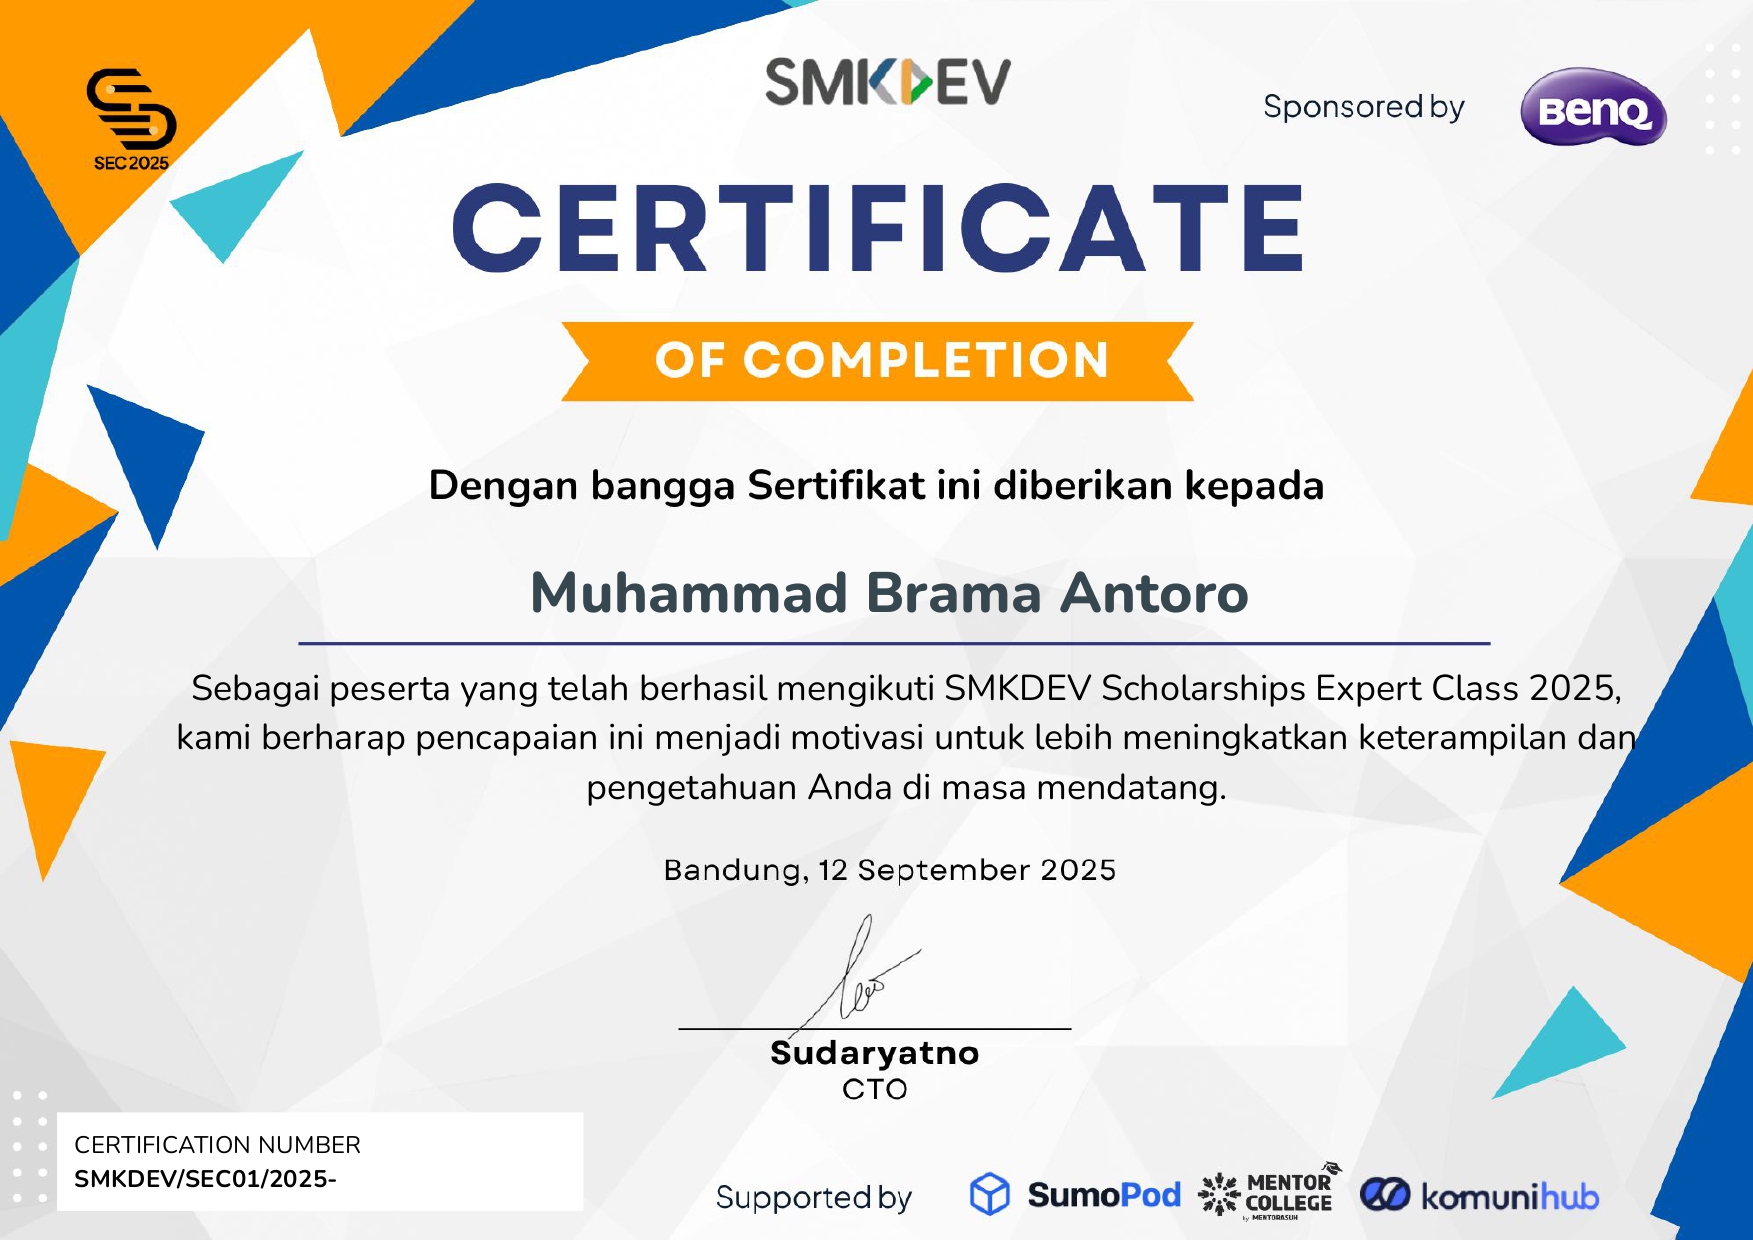 SEC2025
SMKDEV
Sponsored by BenQ
CERTIFICATE
OF COMPLETION
Dengan bangga Sertifikat ini diberikan kepada
Muhammad Brama Antoro
Sebagai peserta yang telah berhasil mengikuti SMKDEV Scholarships Expert Class 2025,
kami berharap pencapaian ini menjadi motivasi untuk lebih meningkatkan keterampilan dan
pengetahuan Anda di masa mendatang.
Bandung, 12 September 2025
Sudaryatno
CTO
CERTIFICATION NUMBER
SMKDEV/SEC01/2025-
Supported by
SumoPod
MENTOR
COLLEGE
by MENTORASUH
komunihub